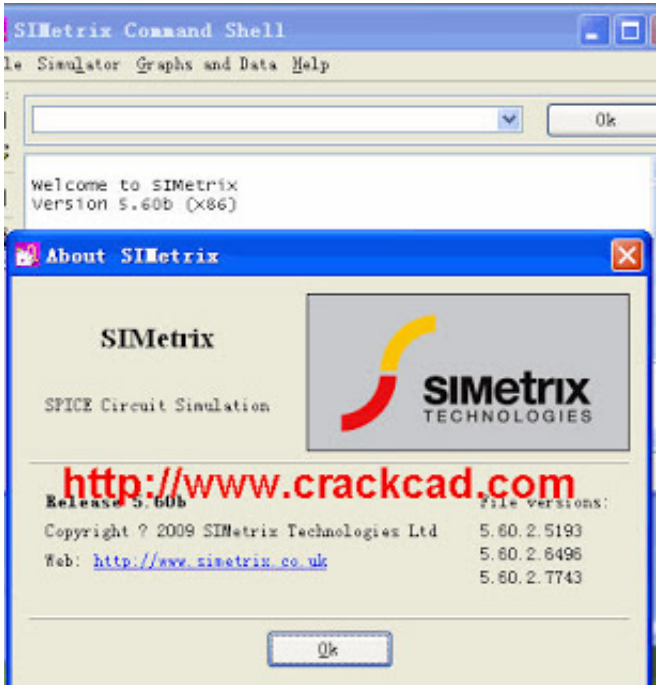 SIMetrix Command Shell
le Simulator Graphs and Data Help
Ok
Welcome to SIMetrix
Version 5.60b (x86)
About SIMetrix
SIMetrix
SPICE Circuit Simulation
SIMetrix
TECHNOLOGIES
http://www.crackcad.com
Release 5.60b
Copyright ? 2009 SIMetrix Technologies Ltd
Web: http://www.simetrix.co.uk
File versions:
5.60.2.5193
5.60.2.6496
5.60.2.7743
Ok